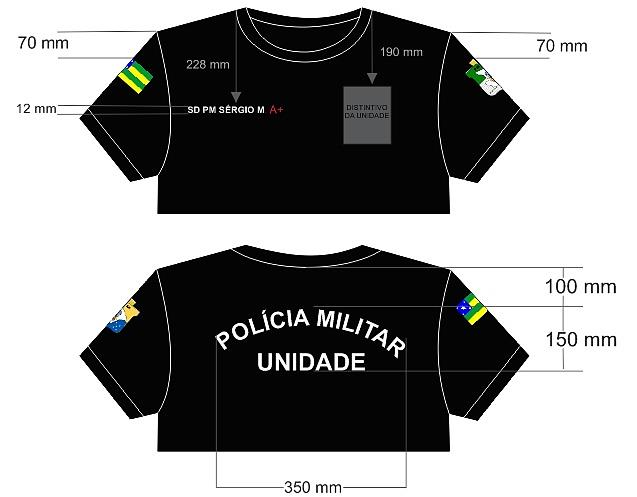 70 mm
228 mm
190 mm
70 mm
12 mm
SD PM SÉRGIO M A+
DISTINTIVO
DA UNIDADE
100 mm
POLÍCIA MILITAR
150 mm
UNIDADE
350 mm